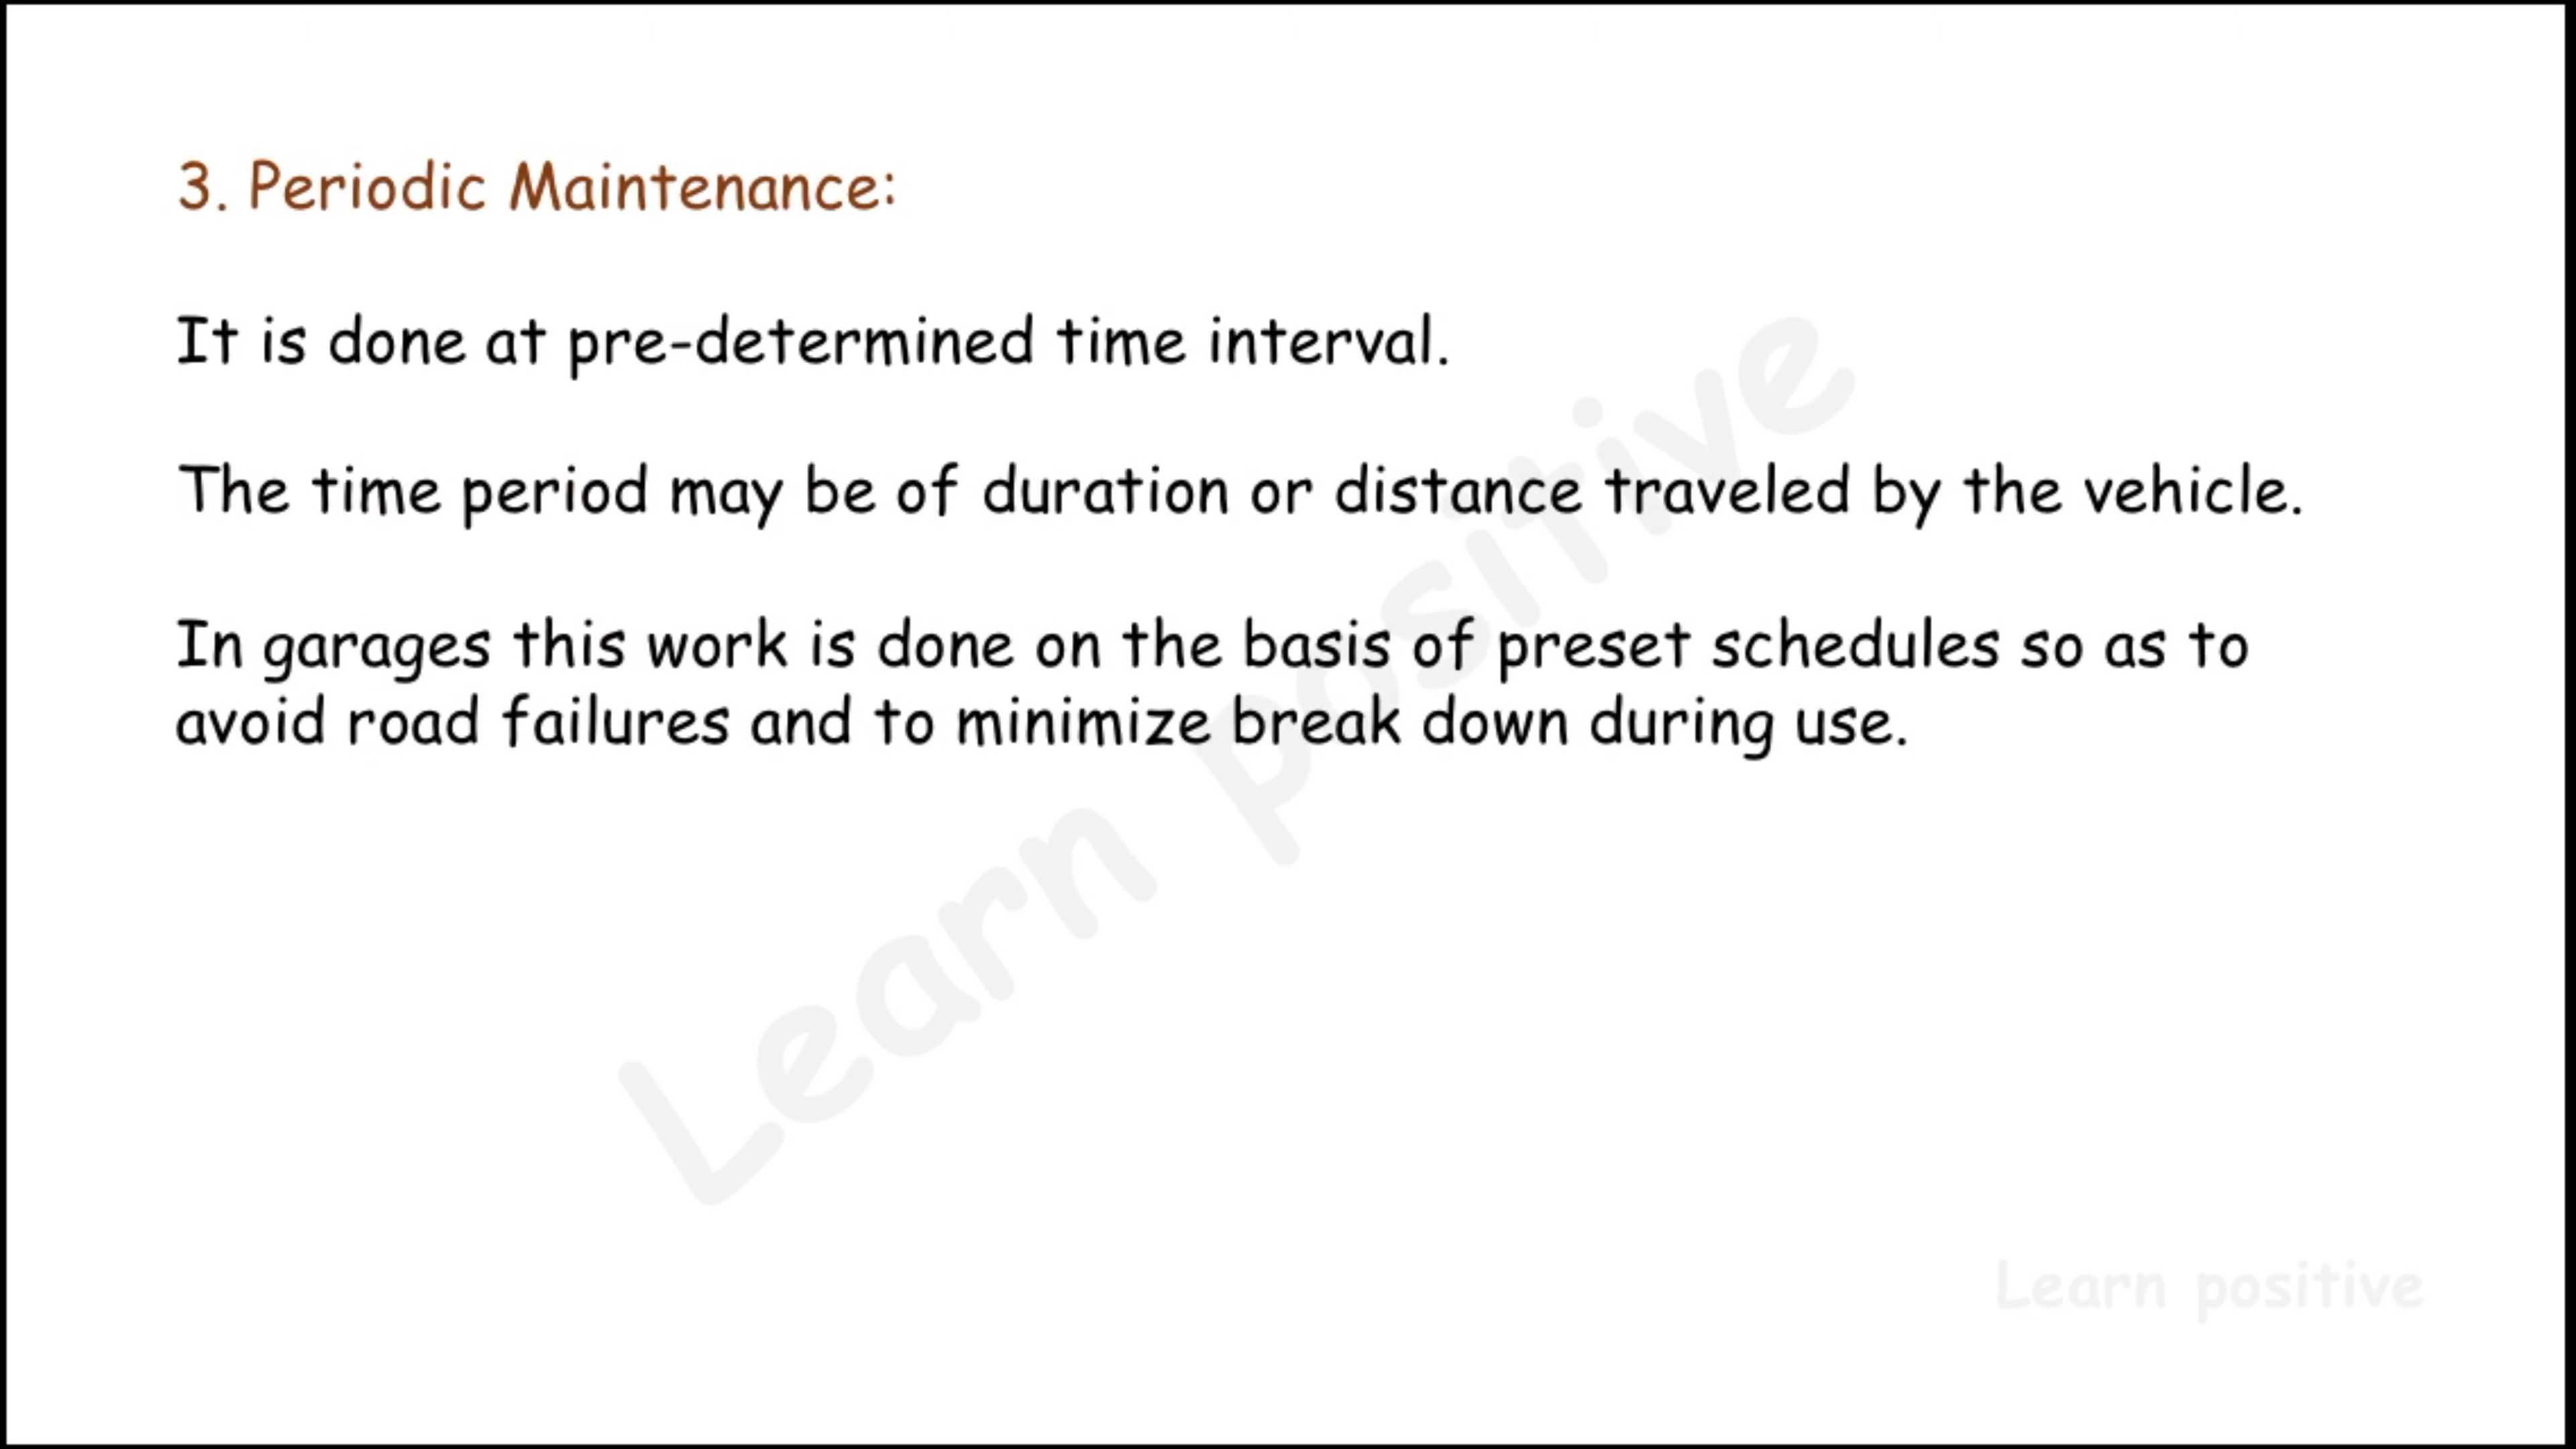 3. Periodic Maintenance:
It is done at pre-determined time interval.
The time period may be of duration or distance traveled by the vehicle.
In garages this work is done on the basis of preset schedules so as to
avoid road failures and to minimize break down during use.
Learn positive
Learn positive